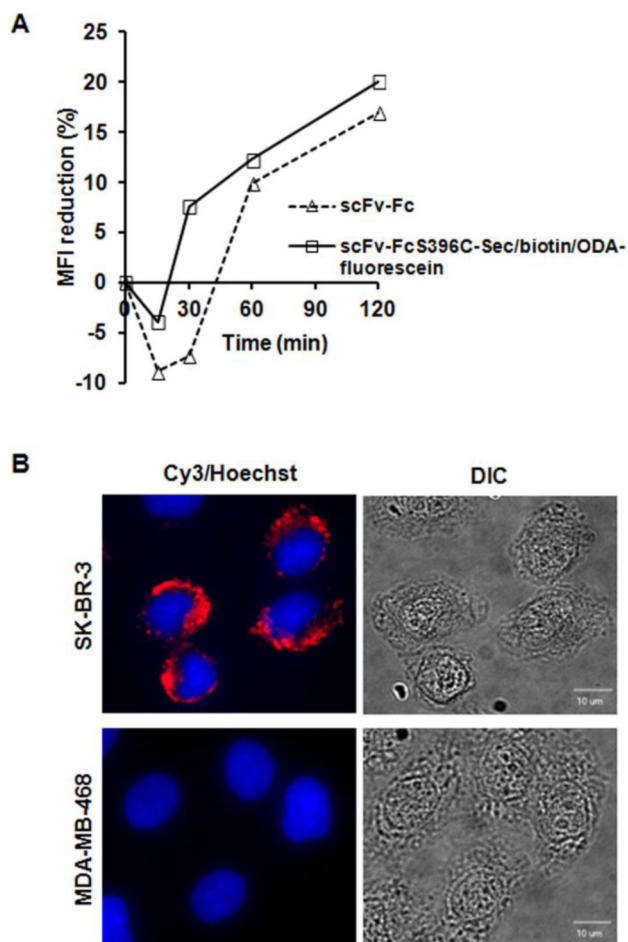 A
25
20
15
10
5
0
-5
-10
MFI reduction (%)
0 30 60 90 120
Time (min)
scFv-Fc
scFv-FcS396C-Sec/biotin/ODA-
fluorescein
B
Cy3/Hoechst DIC
SK-BR-3
10 um
MDA-MB-468
10 um